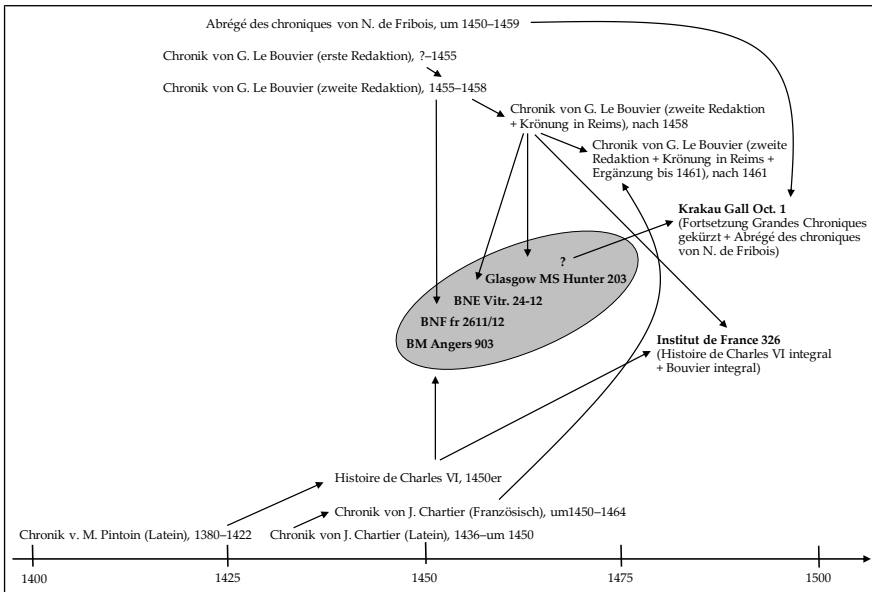 Abrégé des chroniques von N. de Fribois, um 1450–1459
Chronik von G. Le Bouvier (erste Redaktion), ?–1455
Chronik von G. Le Bouvier (zweite Redaktion), 1455–1458
Chronik von G. Le Bouvier (zweite Redaktion
+ Krönung in Reims), nach 1458
Chronik von G. Le Bouvier (zweite
Redaktion + Krönung in Reims +
Ergänzung bis 1461), nach 1461
Krakau Gall Oct. 1
(Fortsetzung Grandes Chroniques
gekürzt + Abrégé des chroniques
von N. de Fribois)
?
Glasgow MS Hunter 203
BNE Vitr. 24-12
BNF fr 2611/12
BM Angers 903
Institut de France 326
(Histoire de Charles VI integral
+ Bouvier integral)
Histoire de Charles VI, 1450er
Chronik von J. Chartier (Französisch), um1450–1464
Chronik v. M. Pintoin (Latein), 1380–1422
Chronik von J. Chartier (Latein), 1436–um 1450
1400
1425
1450
1475
1500